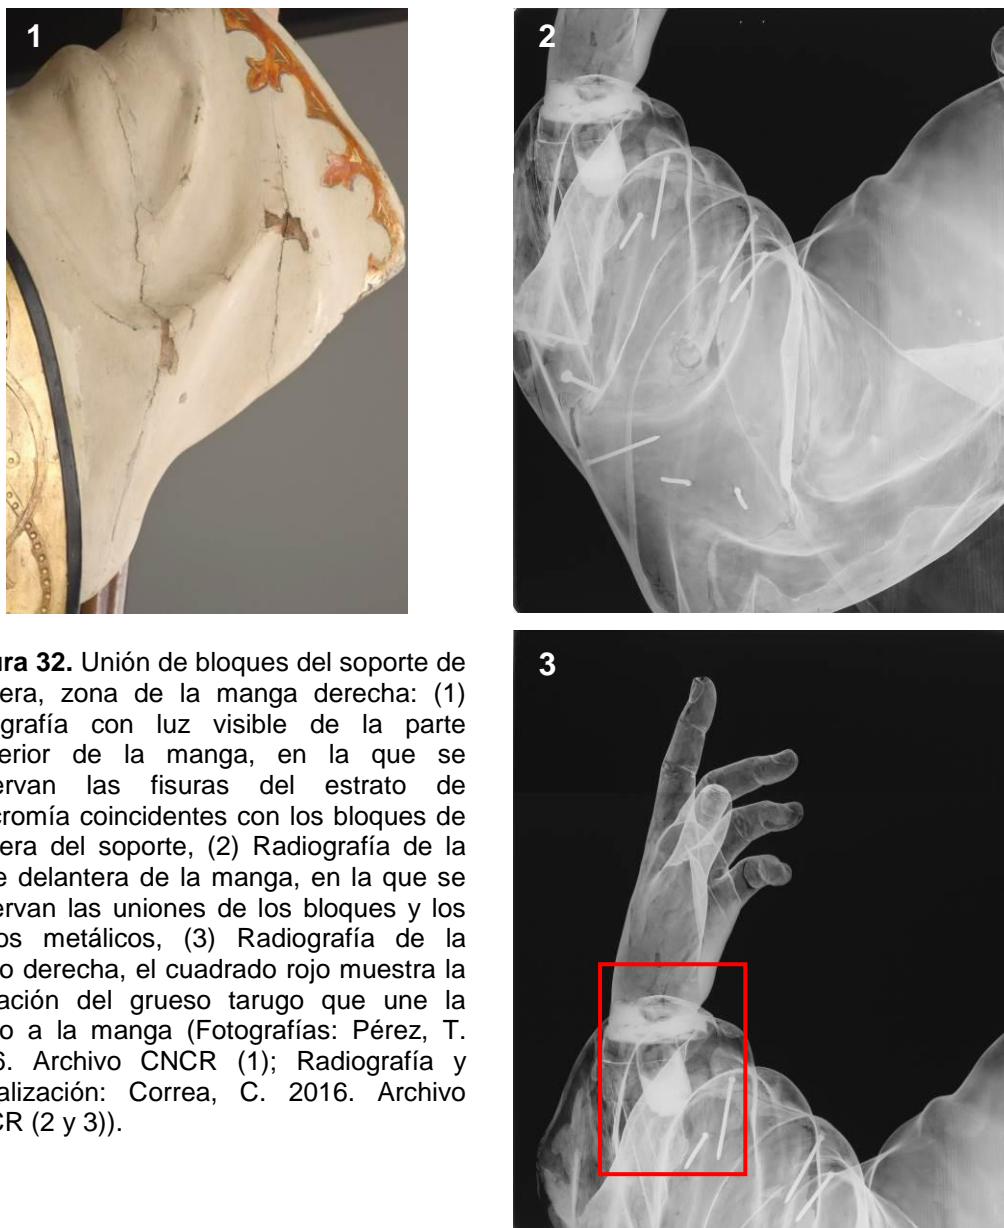 1
2
ura 32. Unión de bloques del soporte de
era, zona de la manga derecha: (1)
grafía con luz visible de la parte
erior de la manga, en la que se
ervan las fisuras del estrato de
cromía coincidentes con los bloques de
era del soporte, (2) Radiografía de la
e delantera de la manga, en la que se
ervan las uniones de los bloques y los
os metálicos, (3) Radiografía de la
o derecha, el cuadrado rojo muestra la
ación del grueso tarugo que une la
o a la manga (Fotografías: Pérez, T.
6. Archivo CNCR (1); Radiografía y
alización: Correa, C. 2016. Archivo
CR (2 y 3)).
3